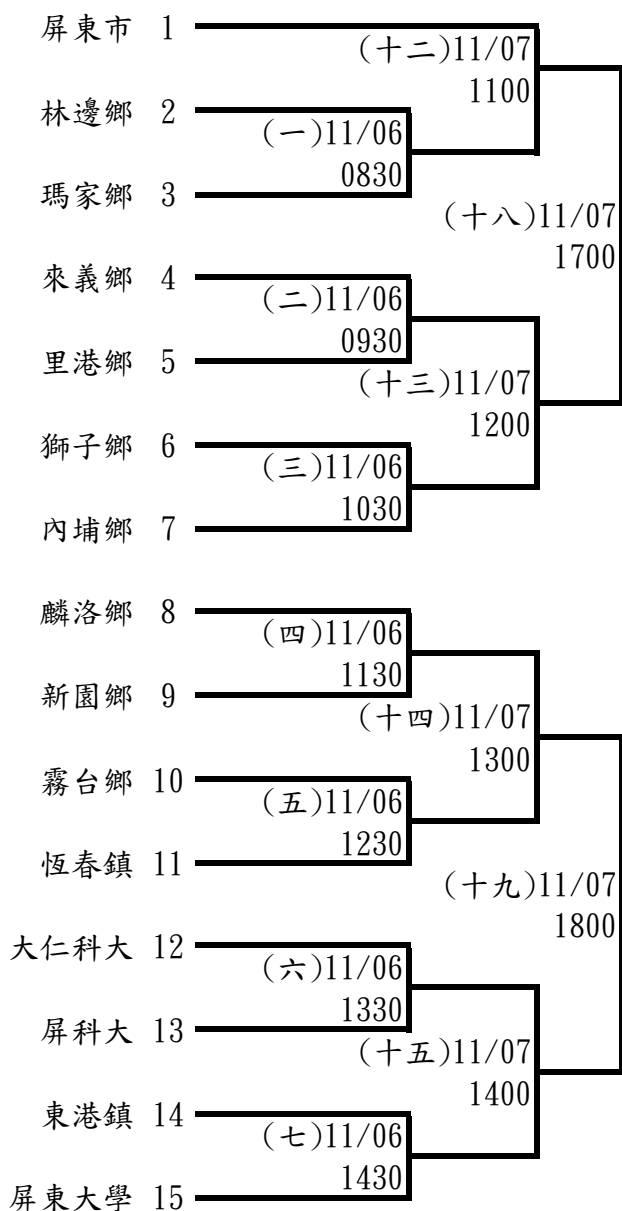 屏東市 1
(十二)11/07
1100
林邊鄉 2
(一)11/06
0830
瑪家鄉 3
(十八)11/07
1700
來義鄉 4
(二)11/06
0930
里港鄉 5
(十三)11/07
1200
獅子鄉 6
(三)11/06
1030
內埔鄉 7
麟洛鄉 8
(四)11/06
1130
新園鄉 9
(十四)11/07
1300
霧台鄉 10
(五)11/06
1230
恆春鎮 11
(十九)11/07
1800
大仁科大 12
(六)11/06
1330
屏科大 13
(十五)11/07
1400
東港鎮 14
(七)11/06
1430
屏東大學 15